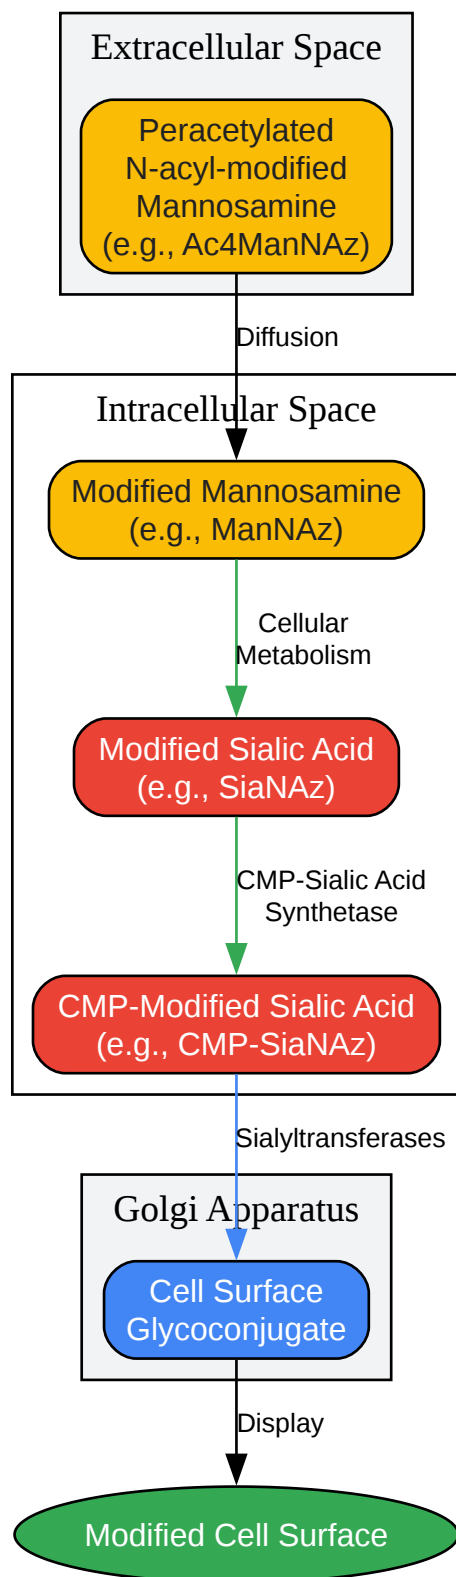 Extracellular Space
Peracetylated
N-acyl-modified
Mannosamine
(e.g., Ac4ManNAz)
Diffusion
Intracellular Space
Modified Mannosamine
(e.g., ManNAz)
Cellular
Metabolism
Modified Sialic Acid
(e.g., SiaNAz)
CMP-Sialic Acid
Synthetase
CMP-Modified Sialic Acid
(e.g., CMP-SiaNAz)
Sialyltransferases
Golgi Apparatus
Cell Surface
Glycoconjugate
Display
Modified Cell Surface